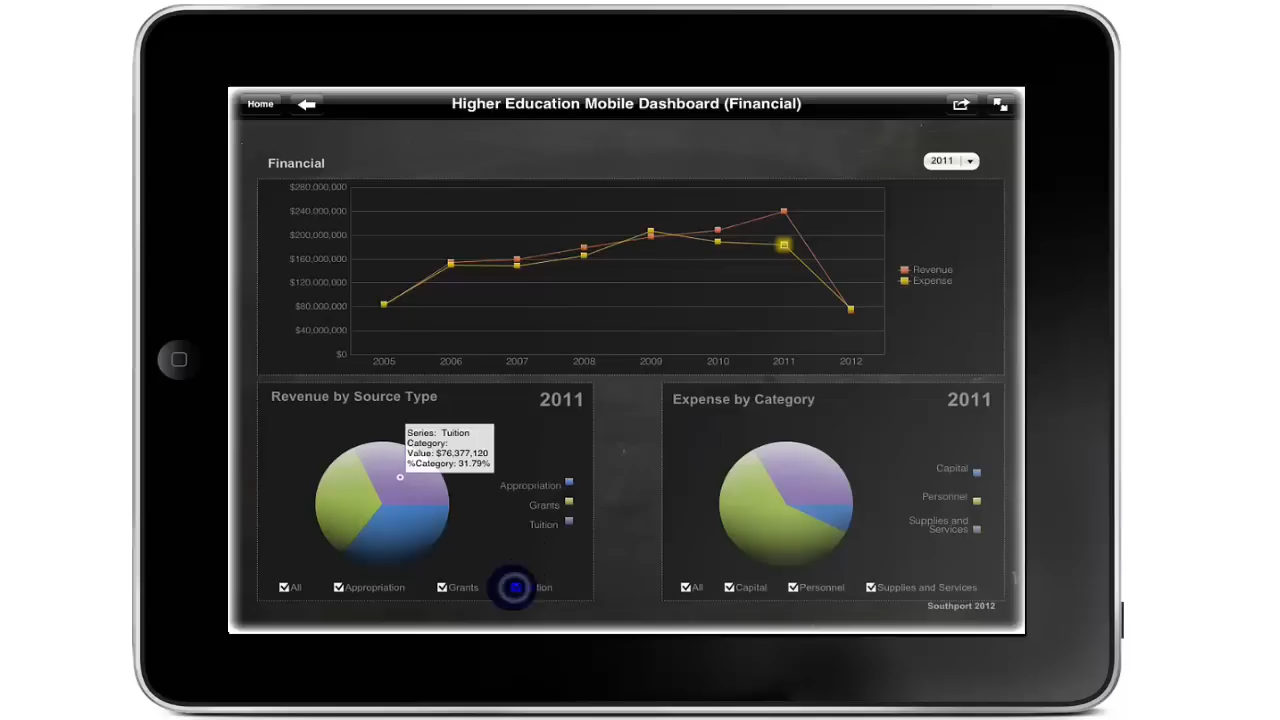 Home
Higher Education Mobile Dashboard (Financial)
Financial
2011
$280,000,000
$240,000,000
$200,000,000
$160,000,000
$120,000,000
$80,000,000
$40,000,000
$0
2005 2006 2007 2008 2009 2010 2011 2012
Revenue
Expense
Revenue by Source Type
2011
Series: Tuition
Category:
Value: $76,377,120
%Category: 31.79%
Appropriation
Grants
Tuition
All Appropriation Grants tion
Expense by Category
2011
Capital
Personnel
Supplies and
Services
All Capital Personnel Supplies and Services
Southport 2012